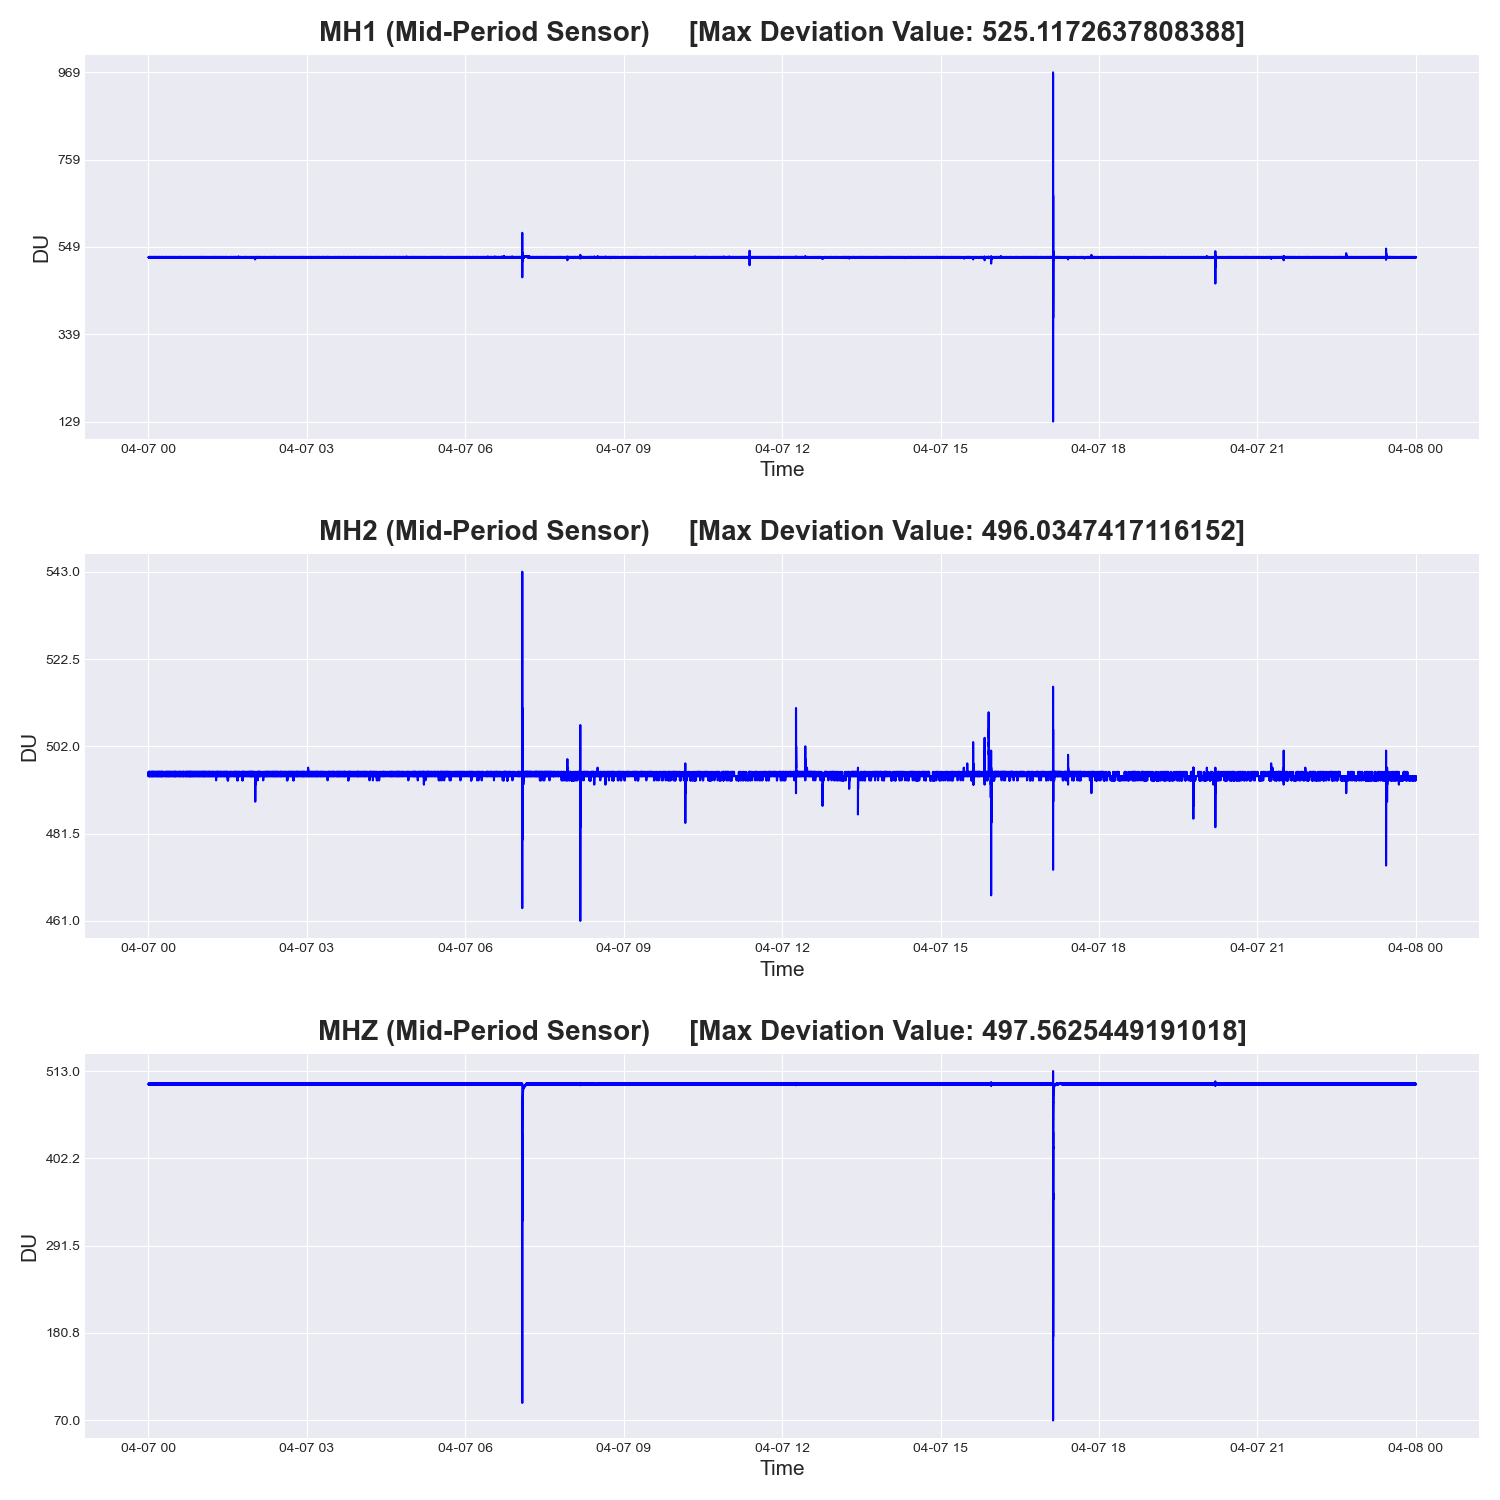 MH1 (Mid-Period Sensor) [Max Deviation Value: 525.1172637808388]
969
759
549
339
129
DU
04-07 00 04-07 03 04-07 06 04-07 09 04-07 12 04-07 15 04-07 18 04-07 21 04-08 00
Time
MH2 (Mid-Period Sensor) [Max Deviation Value: 496.0347417116152]
543.0
522.5
502.0
481.5
461.0
DU
04-07 00 04-07 03 04-07 06 04-07 09 04-07 12 04-07 15 04-07 18 04-07 21 04-08 00
Time
MHZ (Mid-Period Sensor) [Max Deviation Value: 497.5625449191018]
513.0
402.2
291.5
180.8
70.0
DU
04-07 00 04-07 03 04-07 06 04-07 09 04-07 12 04-07 15 04-07 18 04-07 21 04-08 00
Time